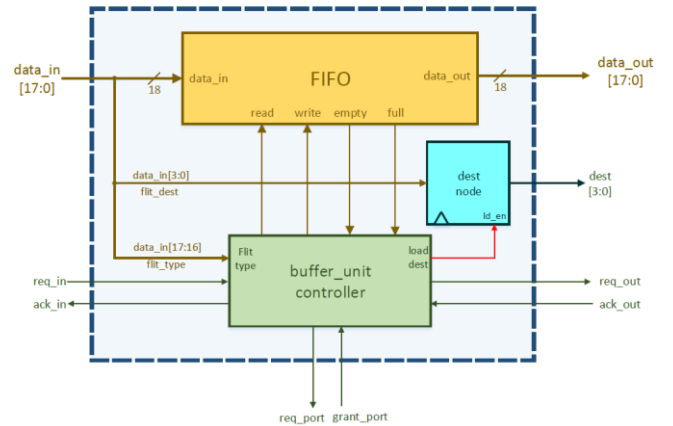 data_in
[17:0]
18
data_in
FIFO
data_out
18
data_out
[17:0]
read
write
empty
full
data_in[3:0]
flit_dest
dest
node
ld_en
dest
[3:0]
data_in[17:16]
flit_type
Flit
type
buffer_unit
controller
load
dest
req_in
ack_in
req_out
ack_out
req_port
grant_port